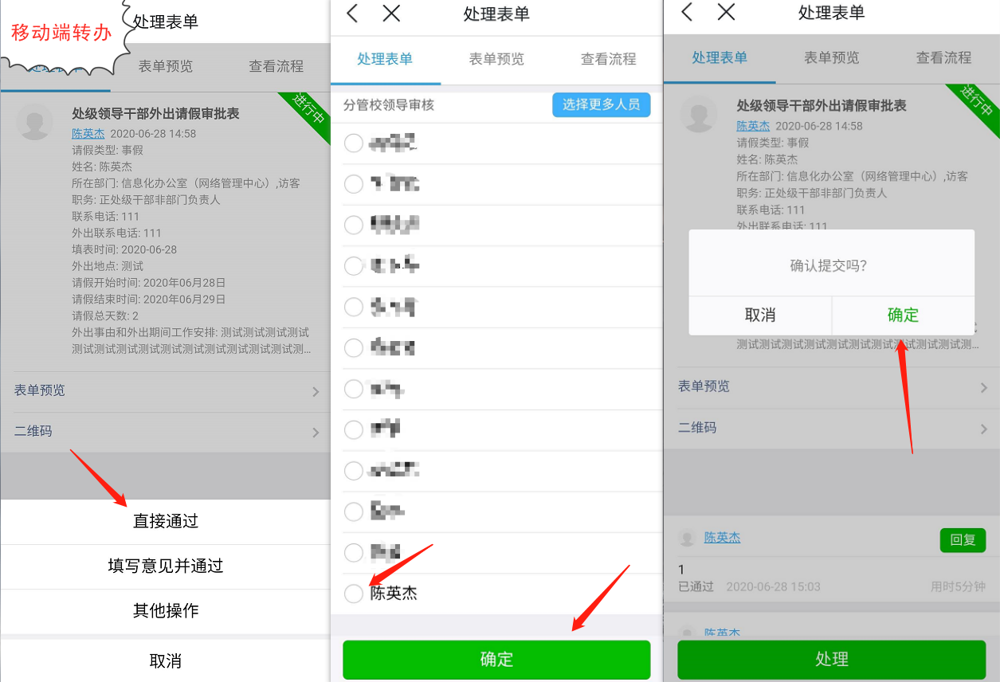 移动端转办
处理表单
处理表单
表单预览
查看流程
进行中
处级领导干部外出请假审批表
陈英杰 2020-06-28 14:58
请假类型: 事假
姓名: 陈英杰
所在部门: 信息化办公室（网络管理中心）,访客
职务: 正处级干部非部门负责人
联系电话: 111
外出联系电话: 111
填表时间: 2020-06-28
外出地点: 测试
请假开始时间: 2020年06月28日
请假结束时间: 2020年06月29日
请假总天数: 2
外出事由和外出期间工作安排: 测试测试测试测试
测试测试测试测试测试测试测试测试测试测试测...
表单预览
二维码
直接通过
填写意见并通过
其他操作
取消
处理表单
处理表单
表单预览
查看流程
分管校领导审核
选择更多人员
陈英杰
确定
处理表单
处理表单
表单预览
查看流程
进行中
处级领导干部外出请假审批表
陈英杰 2020-06-28 14:58
请假类型: 事假
姓名: 陈英杰
所在部门: 信息化办公室（网络管理中心）,访客
职务: 正处级干部非部门负责人
联系电话: 111
外出联系电话: 111
确认提交吗?
取消
确定
测试测试测试测试测试测试测试测试测试测试测...
表单预览
二维码
陈英杰
回复
1
已通过 2020-06-28 15:03
用时5分钟
陈英杰
处理